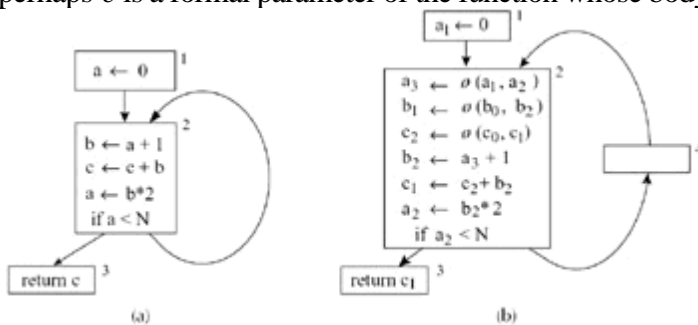 perhaps c is a formal parameter of the function whose body
1
a ← 0
2
b ← a + 1
c ← c + b
a ← b*2
if a < N
3
return c
(a)
1
a1 ← 0
2
a3 ← ø(a1, a2)
b1 ← ø(b0, b2)
c2 ← ø(c0, c1)
b2 ← a3 + 1
c1 ← c2 + b2
a2 ← b2*2
if a2 < N
3
return c1
(b)